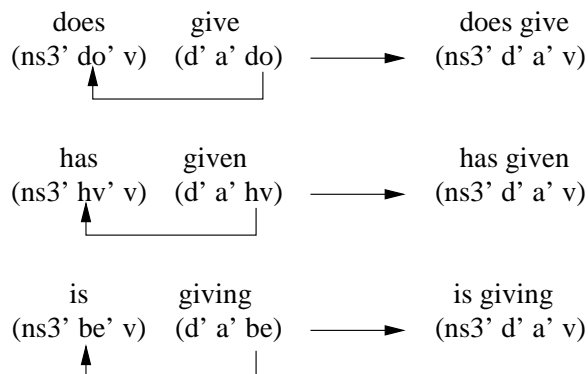 does give does give
(ns3' do' v) (d' a' do) (ns3' d' a' v)
has given has given
(ns3' hv' v) (d' a' hv) (ns3' d' a' v)
is giving is giving
(ns3' be' v) (d' a' be) (ns3' d' a' v)